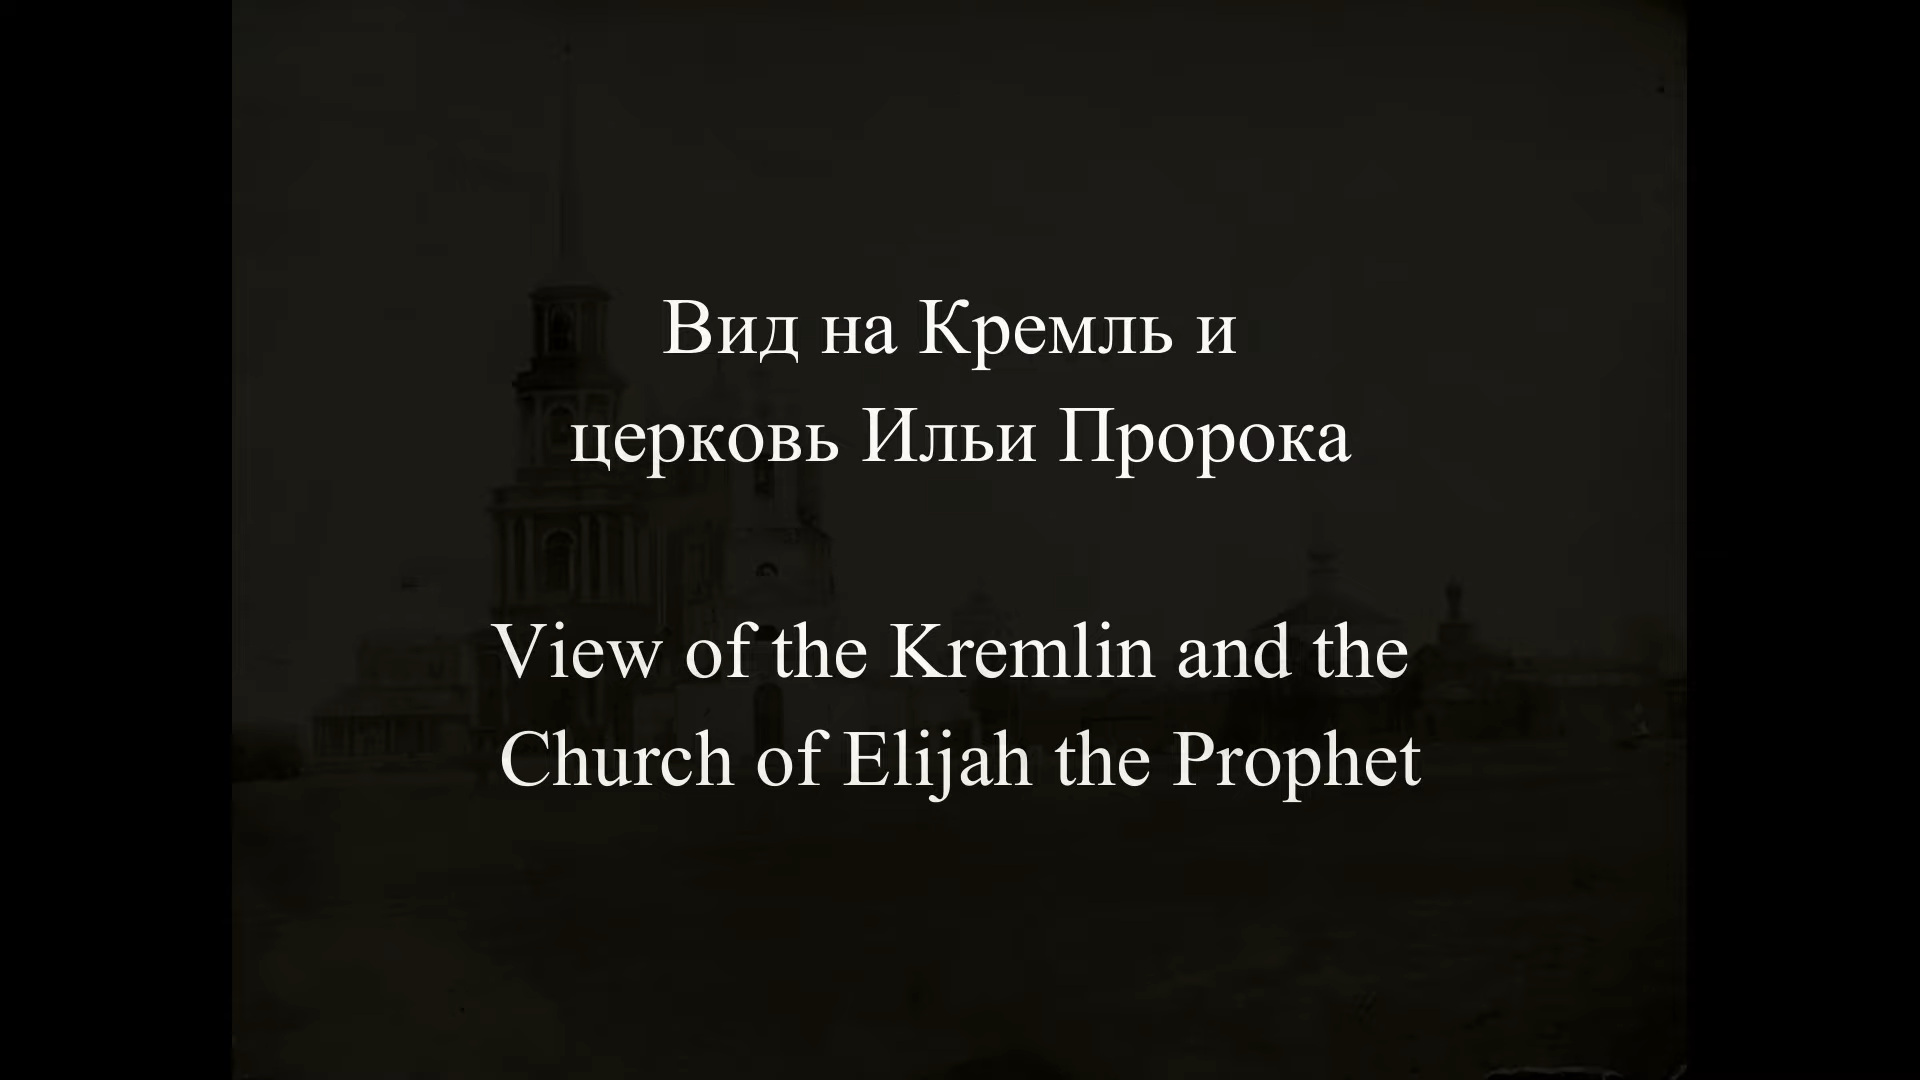 Вид на Кремль и
церковь Ильи Пророка
View of the Kremlin and the
Church of Elijah the Prophet